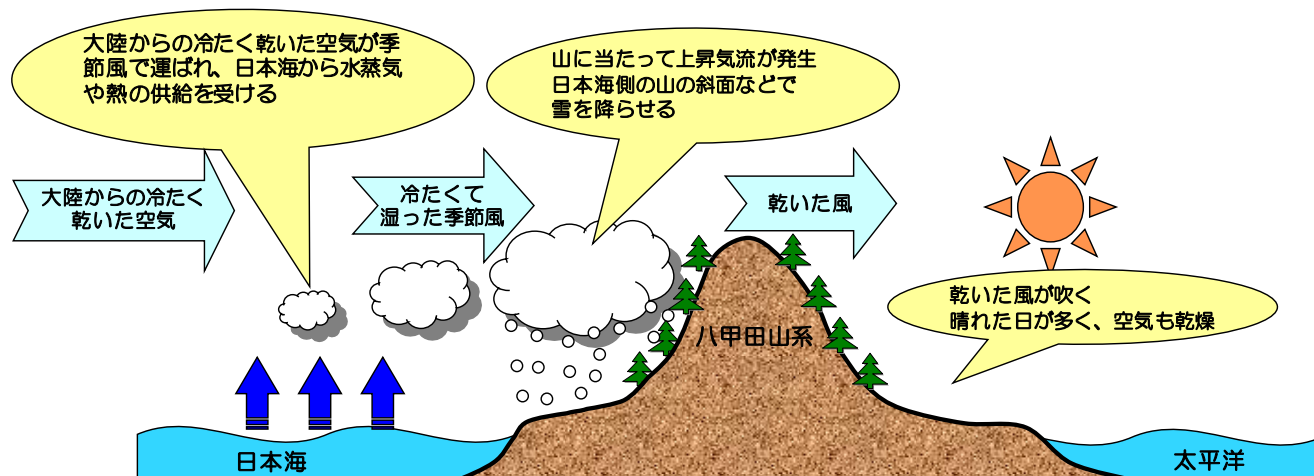 大陸からの冷たく乾いた空気が季
節風で運ばれ、日本海から水蒸気
や熱の供給を受ける
山に当たって上昇気流が発生
日本海側の山の斜面などで
雪を降らせる
大陸からの冷たく
乾いた空気
冷たくて
湿った季節風
乾いた風
乾いた風が吹く
晴れた日が多く、空気も乾燥
八甲田山系
日本海
太平洋